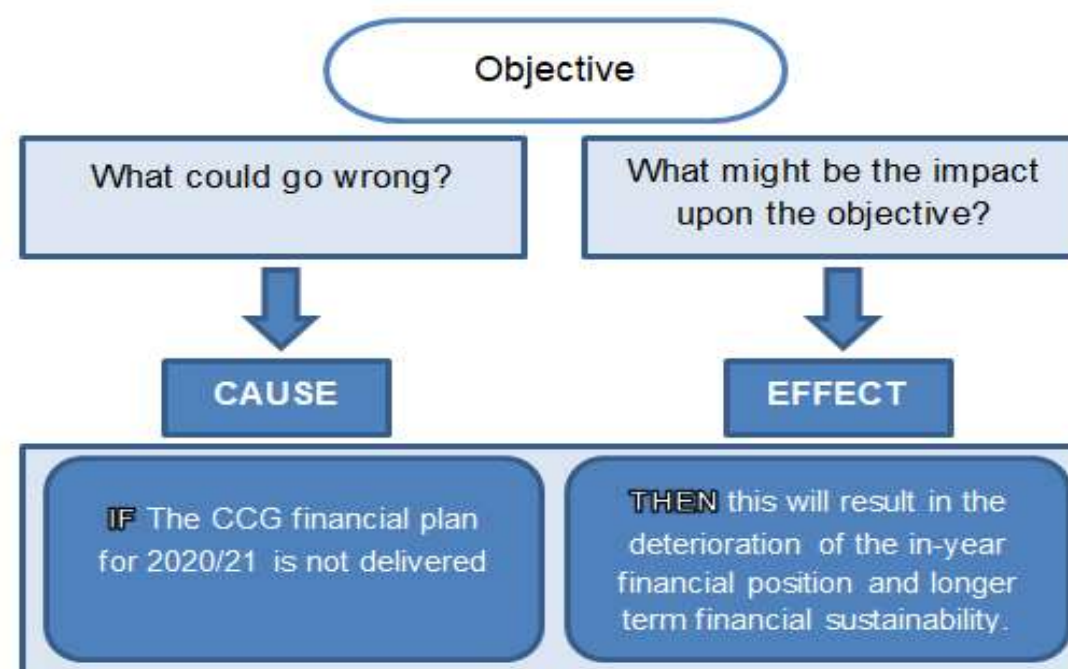 Objective
What could go wrong?
What might be the impact
upon the objective?
CAUSE
EFFECT
IF The CCG financial plan
for 2020/21 is not delivered
THEN this will result in the
deterioration of the in-year
financial position and longer
term financial sustainability.